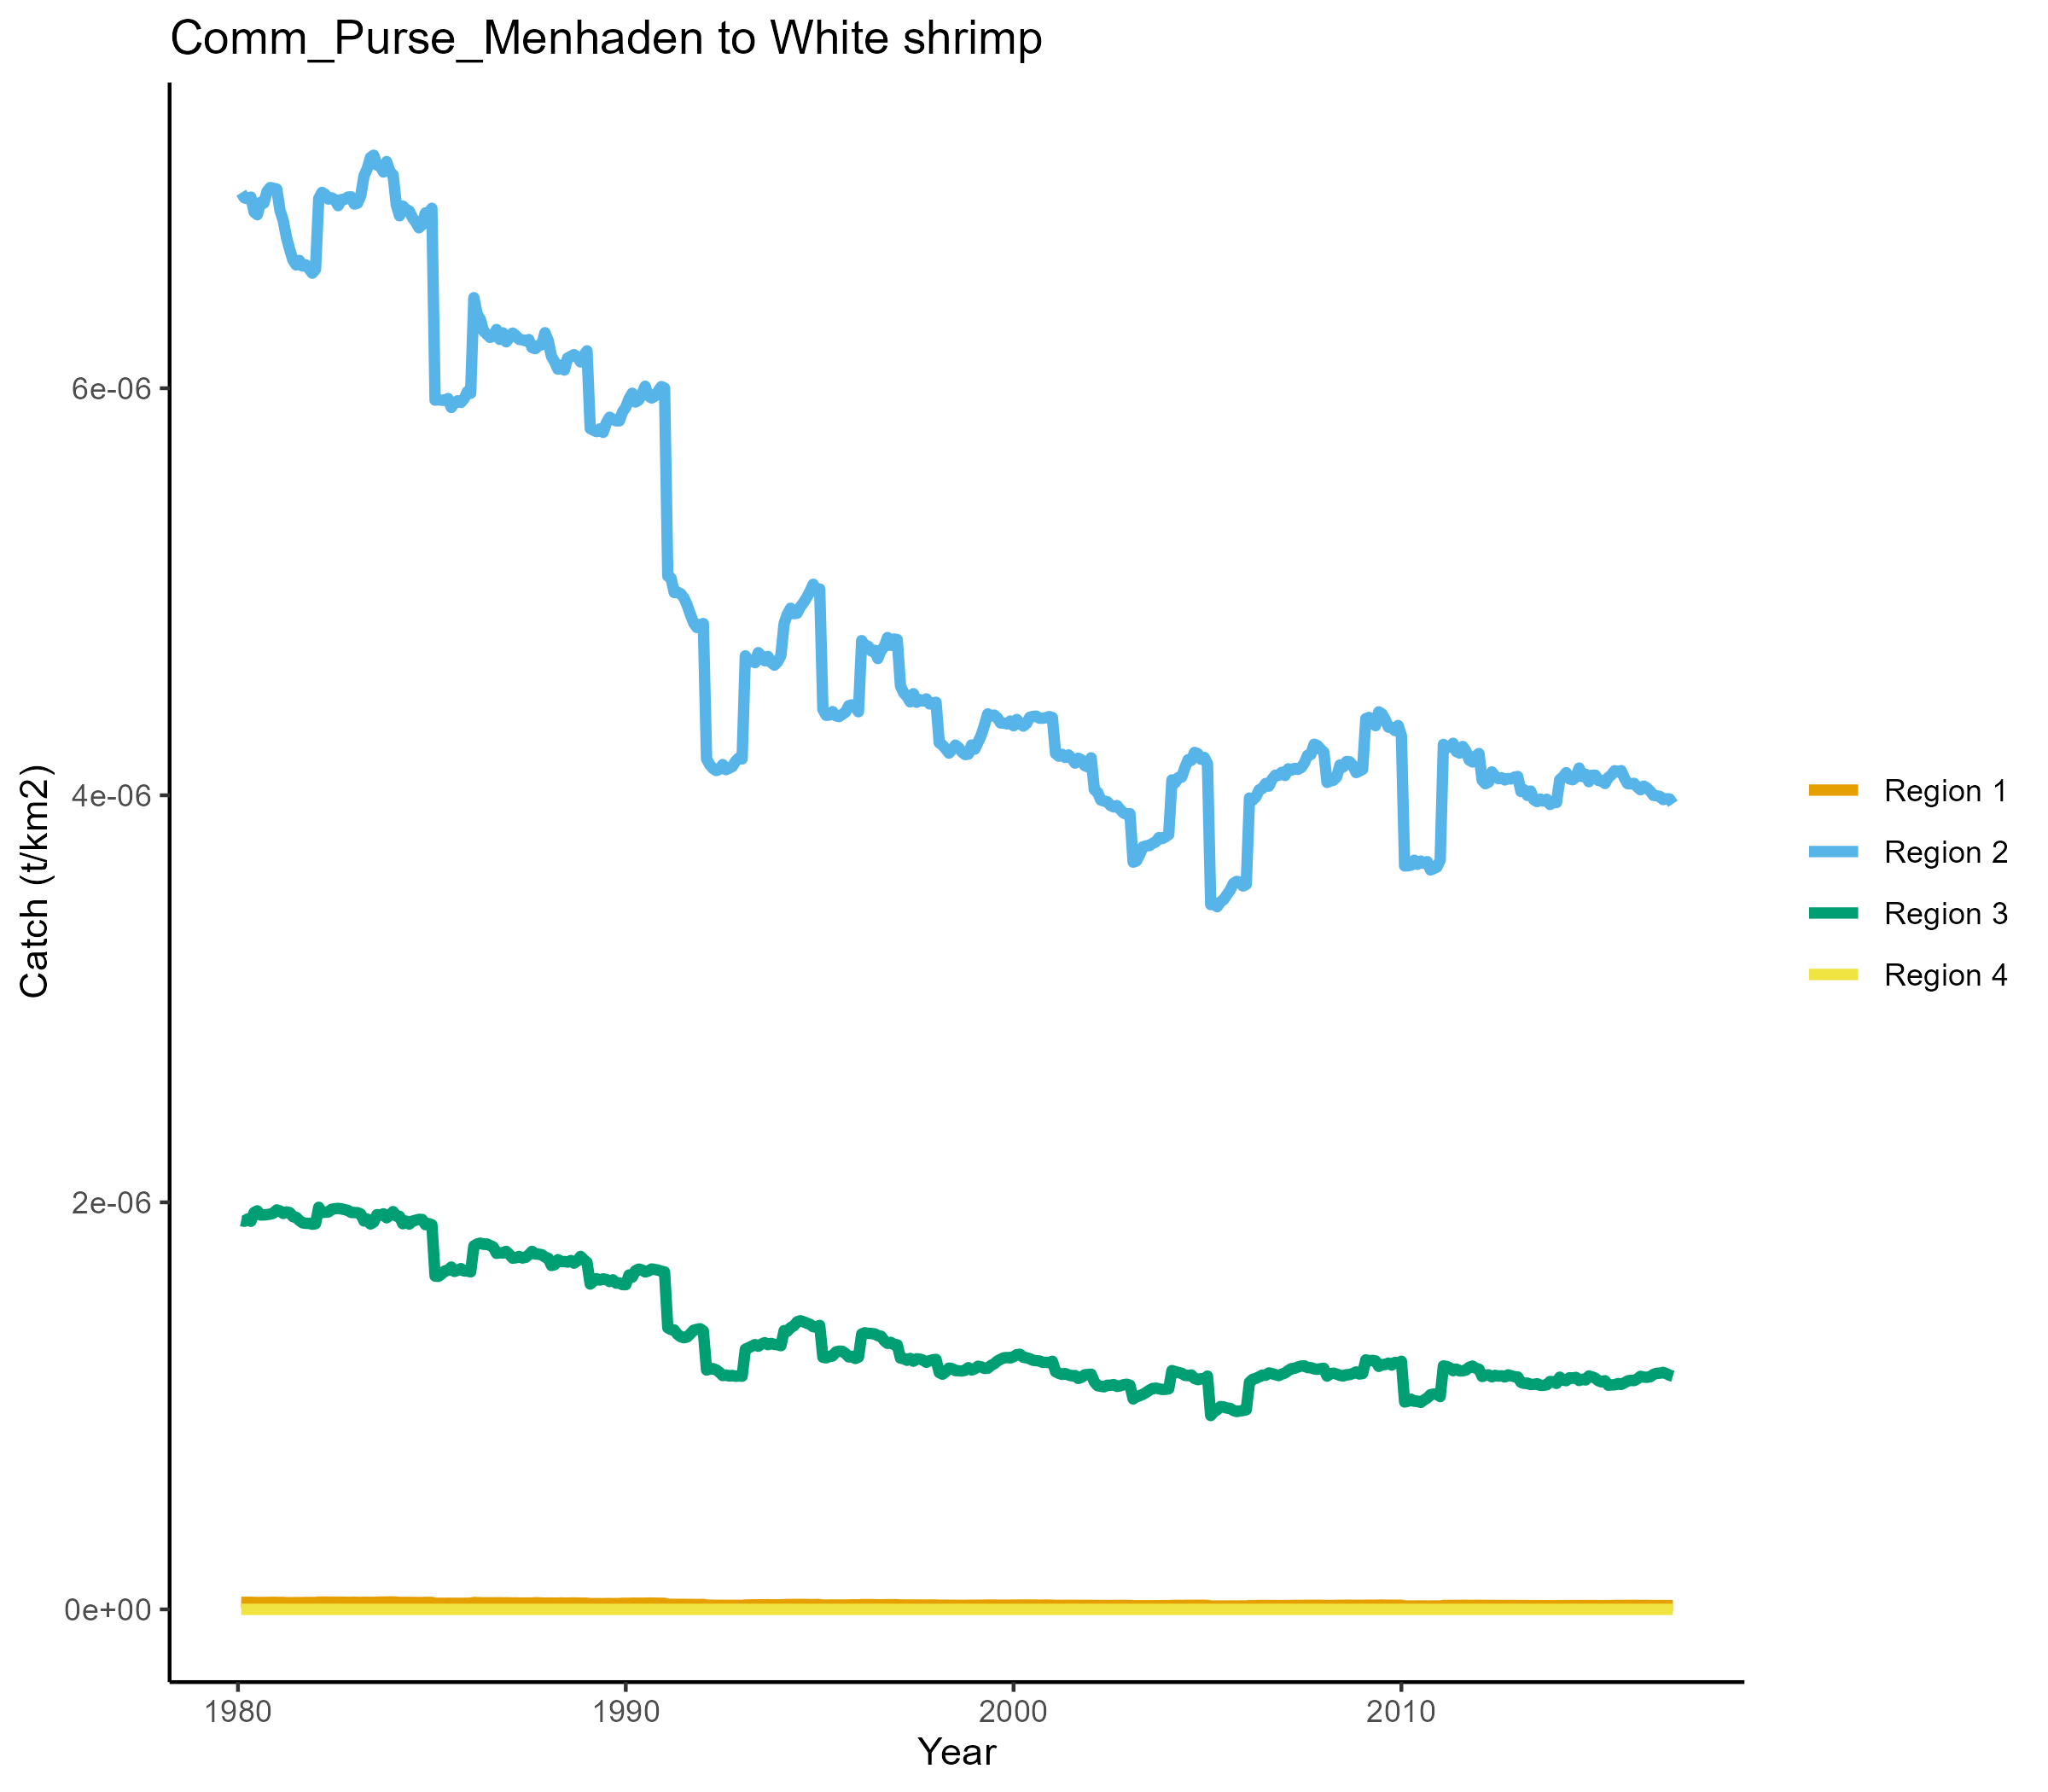 Comm_Purse_Menhaden to White shrimp
Catch (t/km2)
6e-06
4e-06
2e-06
0e+00
1980
1990
2000
2010
Year
Region 1
Region 2
Region 3
Region 4